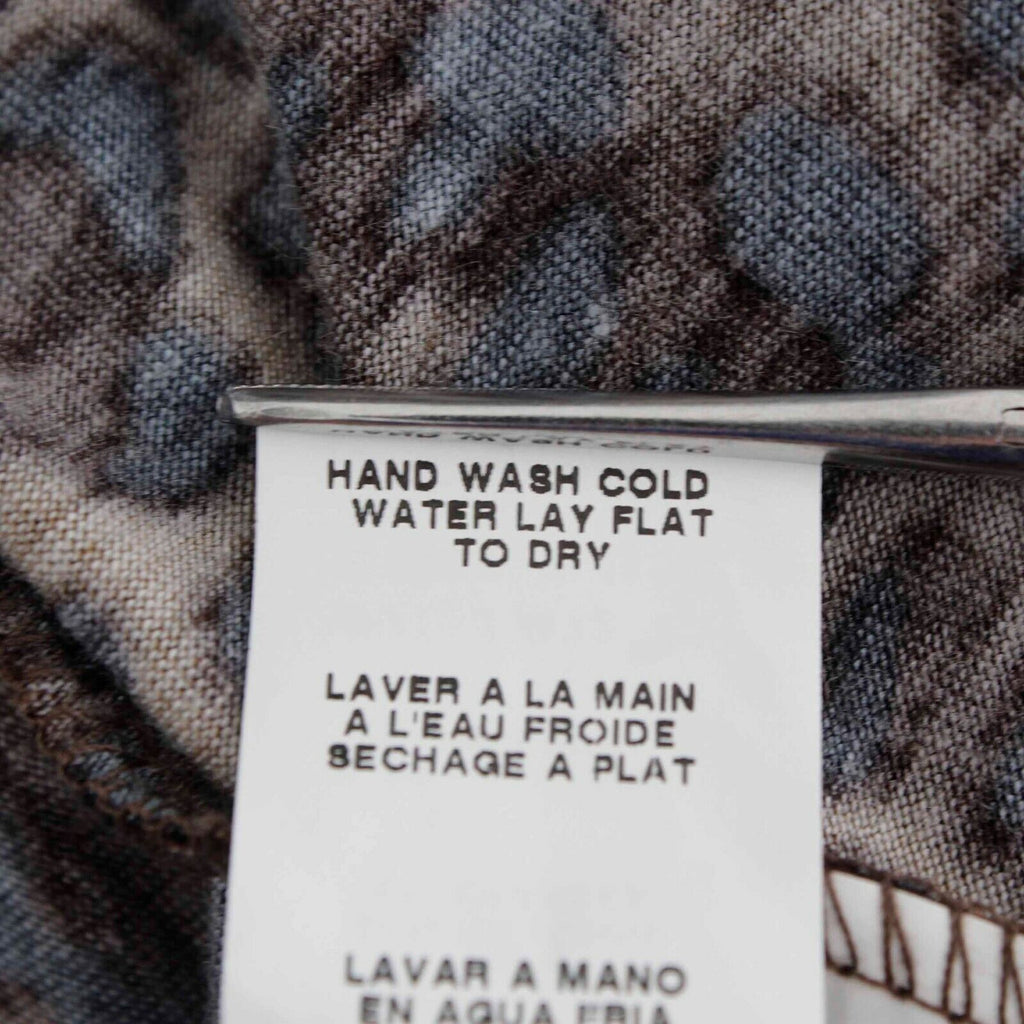 HAND WASH COLD
WATER LAY FLAT
TO DRY
LAVER A LA MAIN
A L'EAU FROIDE
SECHAGE A PLAT
LAVAR A MANO
EN AGUA FRIA